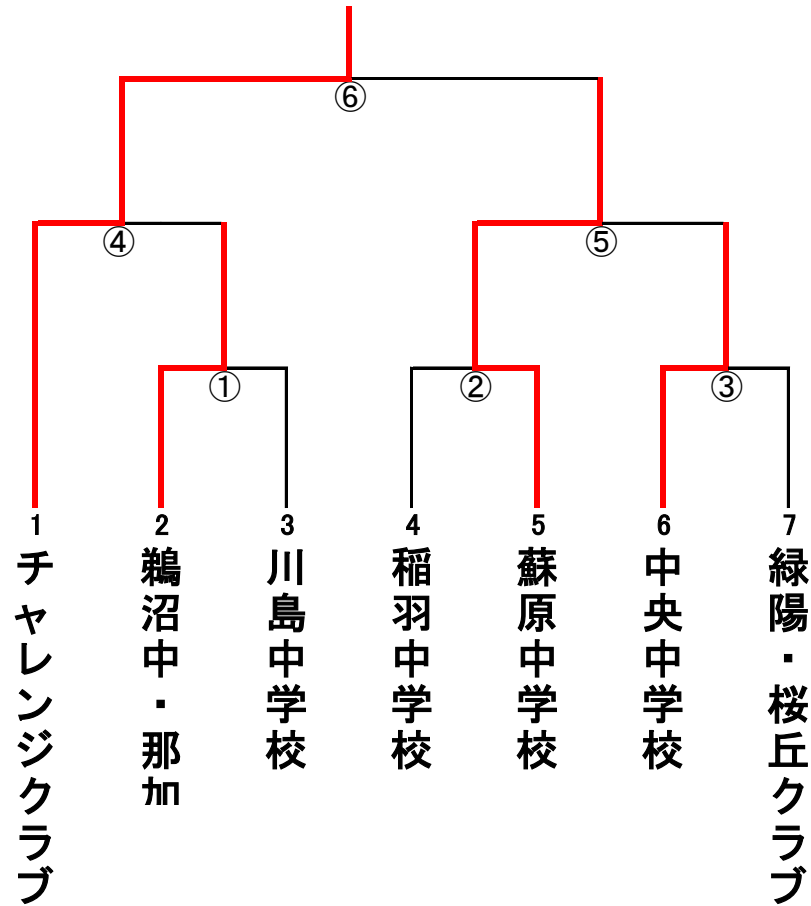 ⑥
④
⑤
①
②
③
1
2
3
4
5
6
7
チャレンジクラブ
鵜沼中・那加
川島中学校
稲羽中学校
蘇原中学校
中央中学校
緑陽・桜丘クラブ